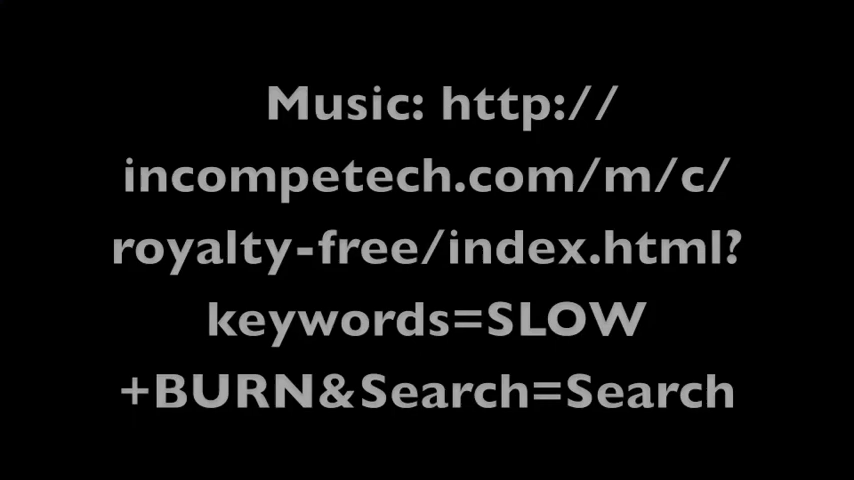 Music: http://
incompetech.com/m/c/
royalty-free/index.html?
keywords=SLOW
+BURN&Search=Search